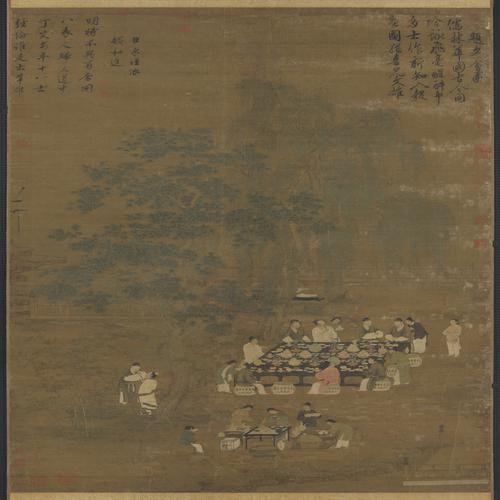 題文會圖
儒林華國古今同
吟詠飛毫醒醉中
多士作新知入彀
畫圖猶喜見文雄
臣京謹依
韻和進
明時不與有唐同
八表人歸大道中
可笑當年十八士
經綸誰是出群雄